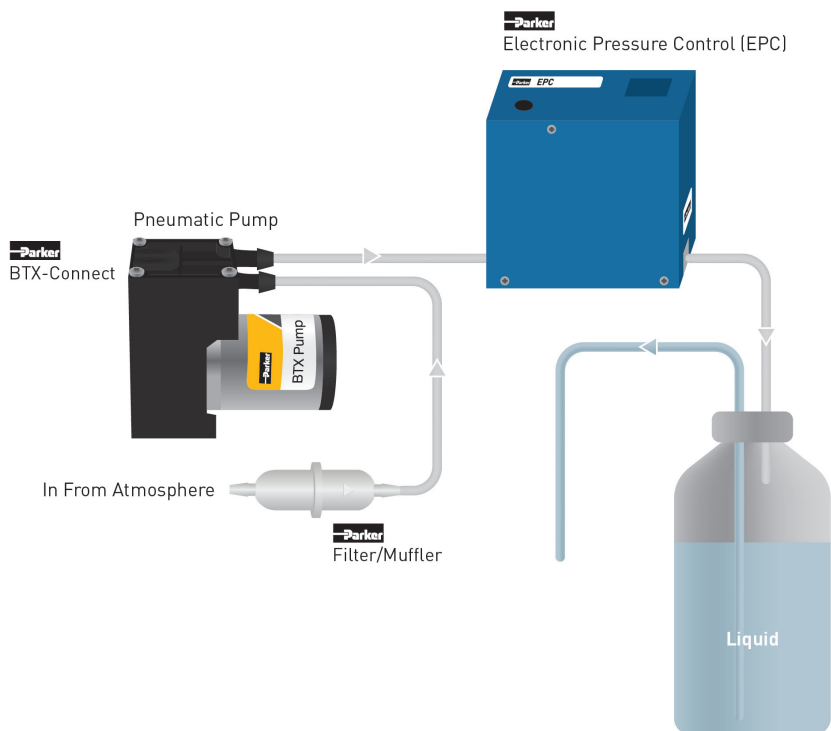 Parker
Electronic Pressure Control (EPC)
Parker EPC
Parker
Pneumatic Pump
Parker
BTX-Connect
Parker
BTX Pump
In From Atmosphere
Parker
Filter/Muffler
Liquid